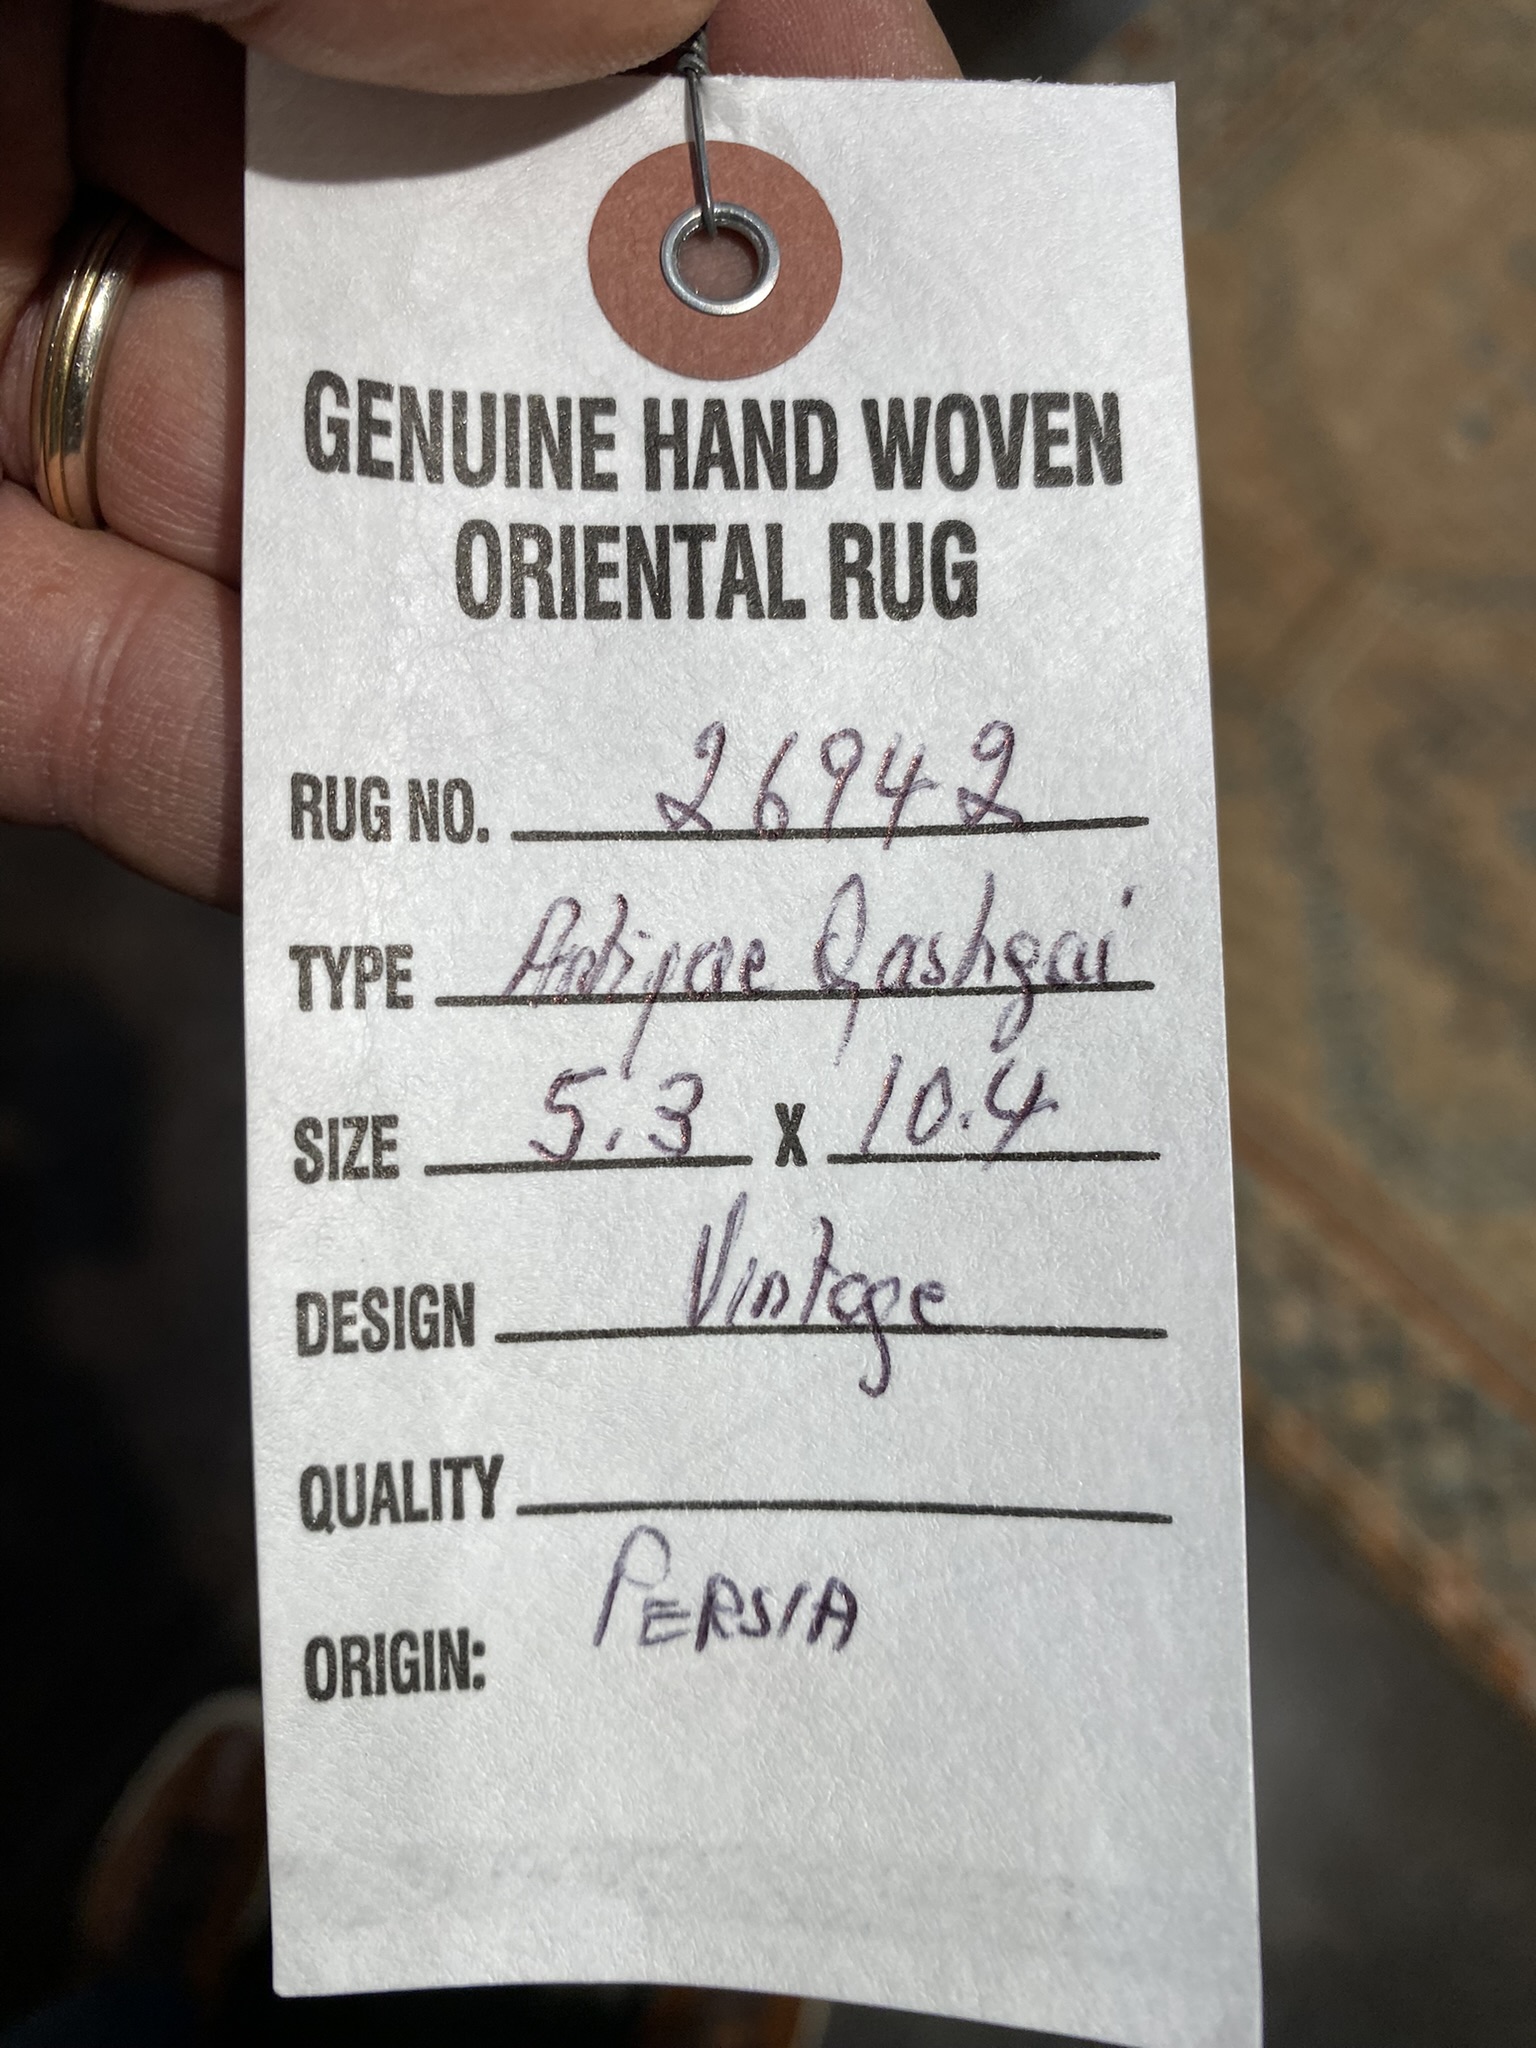 GENUINE HAND WOVEN
ORIENTAL RUG
RUG NO. 26942
TYPE Antique Qashgai
SIZE 5.3 X 10.4
DESIGN Vintage
QUALITY
ORIGIN: PERSIA